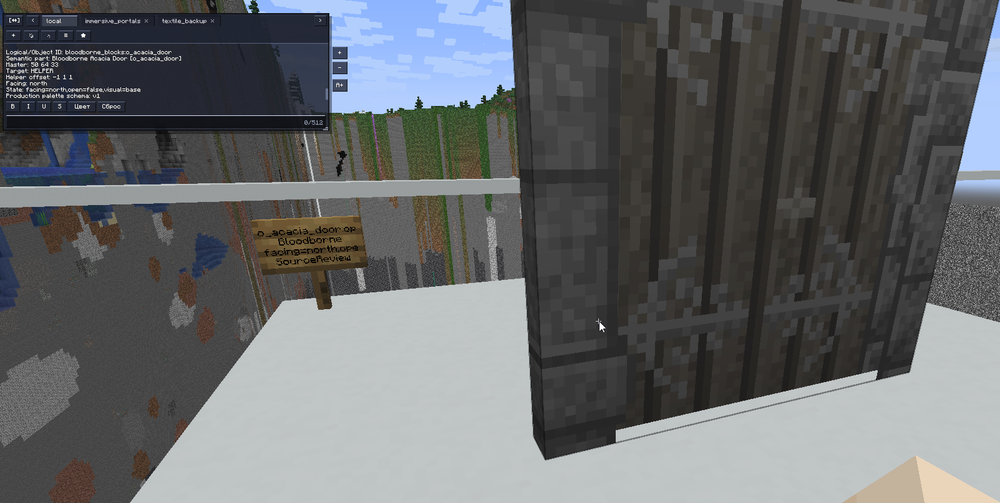 [↔] < local immersive_portals × textile_backup × >
Logical/Object ID: bloodborne_blocks:o_acacia_door
Semantic part: Bloodborne Acacia Door [o_acacia_door]
Master: 50 64 33
Target: HELPER
Helper offset: -1 1 1
Facing: north
State: facing=north,open=false,visual=base
Production palette schema: v1
B I U S Цвет Сброс
0/512
+
-
A+
o_acacia_door:op
Bloodborne
facing=north,ope
SourceReview